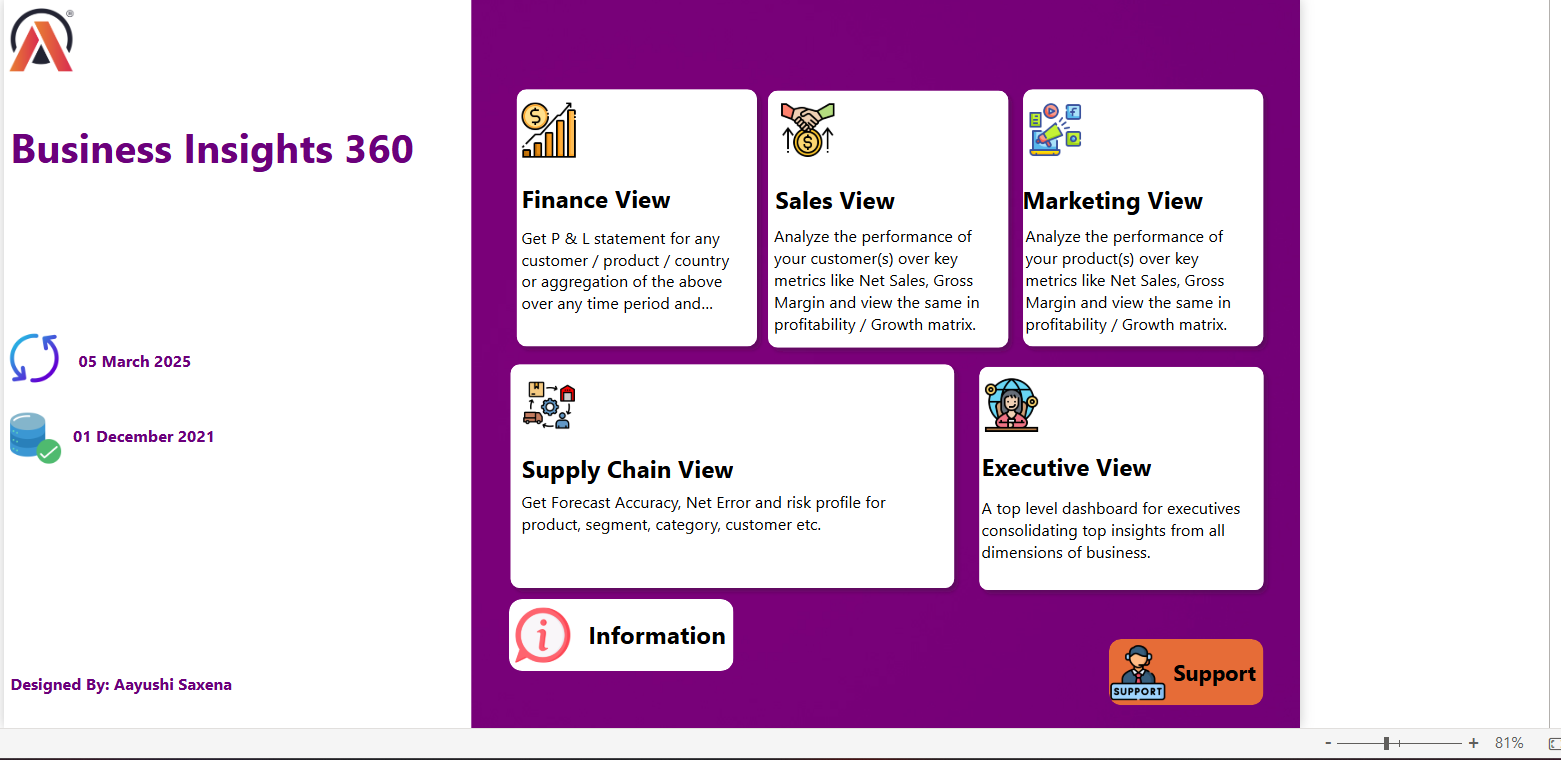 ®
Business Insights 360
05 March 2025
01 December 2021
Designed By: Aayushi Saxena
Finance View
Get P & L statement for any
customer / product / country
or aggregation of the above
over any time period and...
Sales View
Analyze the performance of
your customer(s) over key
metrics like Net Sales, Gross
Margin and view the same in
profitability / Growth matrix.
Marketing View
Analyze the performance of
your product(s) over key
metrics like Net Sales, Gross
Margin and view the same in
profitability / Growth matrix.
Supply Chain View
Get Forecast Accuracy, Net Error and risk profile for
product, segment, category, customer etc.
Executive View
A top level dashboard for executives
consolidating top insights from all
dimensions of business.
Information
SUPPORT
Support
- + 81%